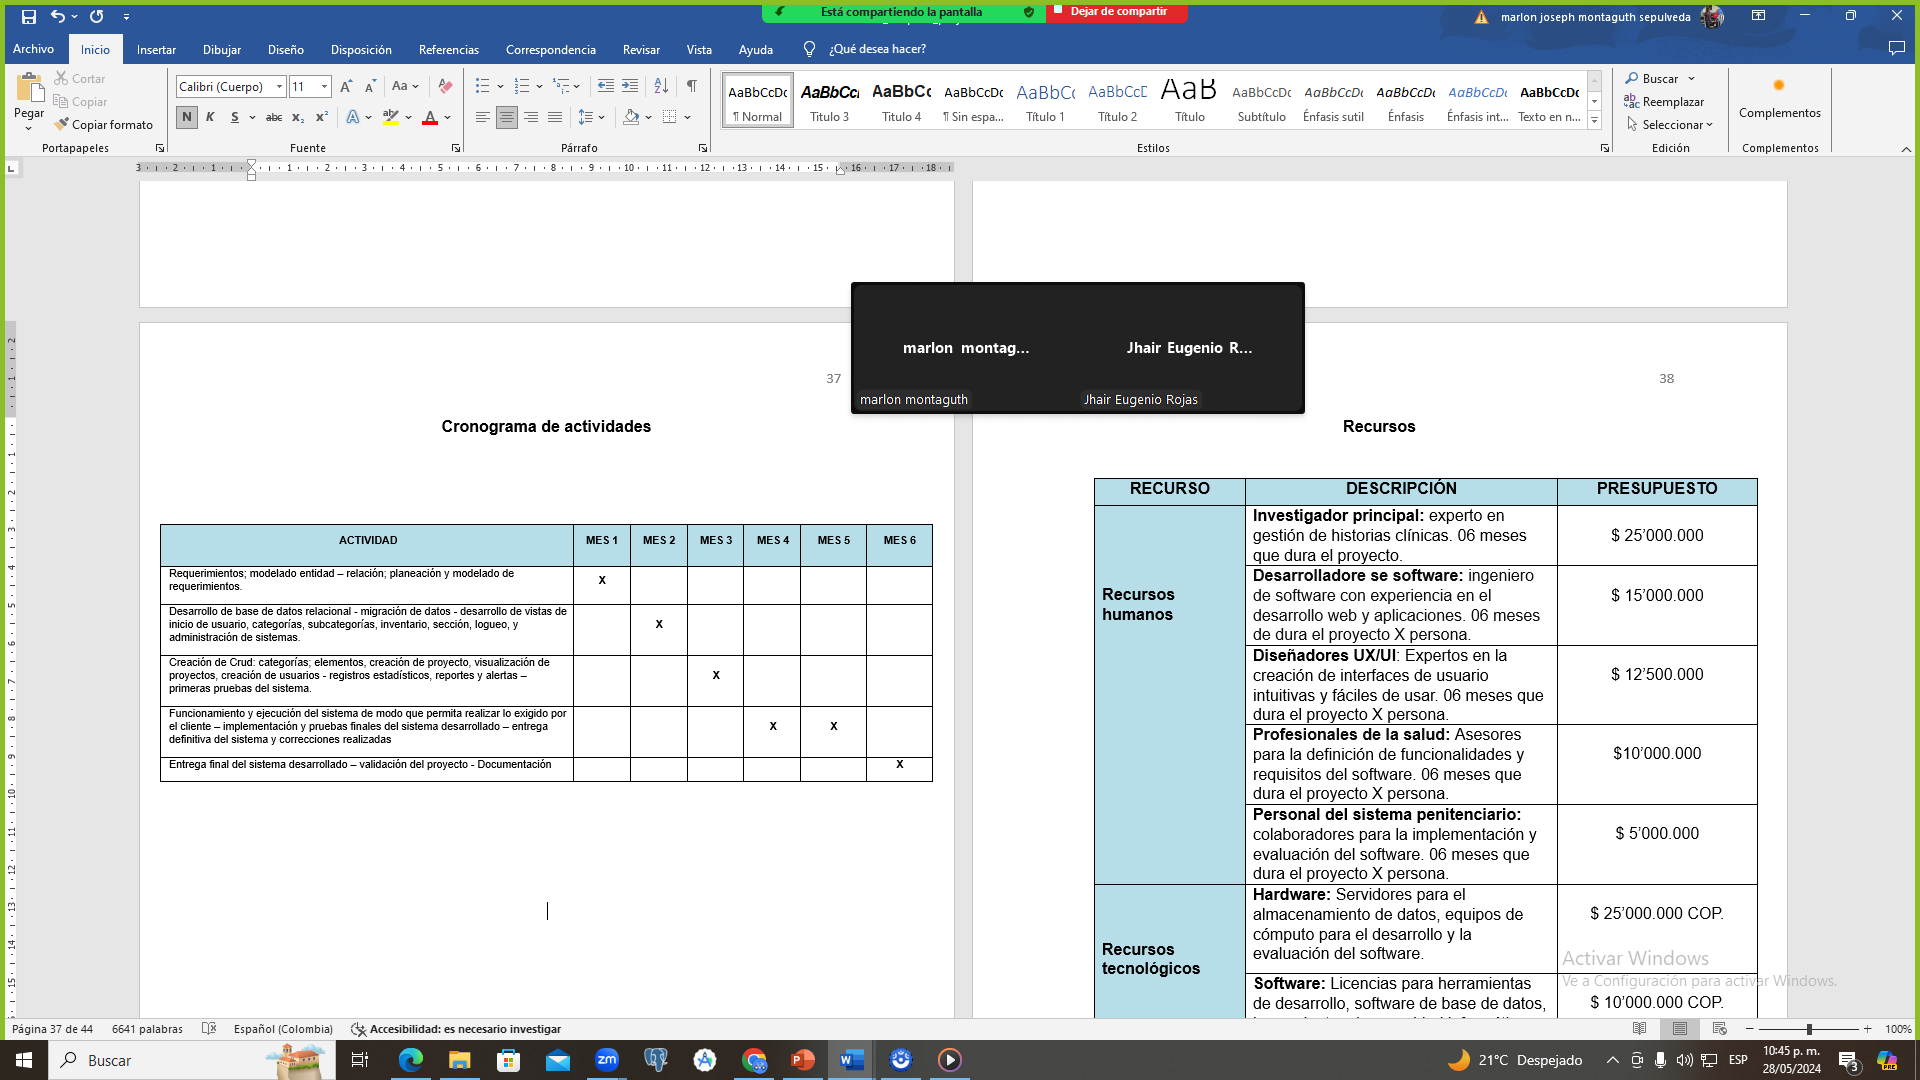 Está compartiendo la pantalla
Dejar de compartir
marlon joseph montaguth sepulveda
Archivo
Inicio
Insertar
Dibujar
Diseño
Disposición
Referencias
Correspondencia
Revisar
Vista
Ayuda
¿Qué desea hacer?
Pegar
Cortar
Copiar
Copiar formato
Portapapeles
Calibri (Cuerpo)
11
Fuente
Párrafo
AaBbCcDc
¶ Normal
AaBbCc
Titulo 3
AaBbCc
Titulo 4
AaBbCcDc
¶ Sin espa...
AaBbCc
Título 1
AaBbCcD
Título 2
AaB
Título
AaBbCcDc
Subtítulo
AaBbCcDc
Énfasis sutil
AaBbCcDc
Énfasis
AaBbCcDc
Énfasis int...
AaBbCcDc
Texto en n...
Estilos
Buscar
Reemplazar
Seleccionar
Edición
Complementos
Complementos
marlon montag...
Jhair Eugenio R...
marlon montaguth
Jhair Eugenio Rojas
37
Cronograma de actividades
ACTIVIDAD MES 1 MES 2 MES 3 MES 4 MES 5 MES 6
Requerimientos; modelado entidad – relación; planeación y modelado de
requerimientos.
X
Desarrollo de base de datos relacional - migración de datos - desarrollo de vistas de
inicio de usuario, categorías, subcategorías, inventario, sección, logueo, y
administración de sistemas.
X
Creación de Crud: categorías; elementos, creación de proyecto, visualización de
proyectos, creación de usuarios - registros estadísticos, reportes y alertas –
primeras pruebas del sistema.
X
Funcionamiento y ejecución del sistema de modo que permita realizar lo exigido por
el cliente – implementación y pruebas finales del sistema desarrollado – entrega
definitiva del sistema y correcciones realizadas
X X
Entrega final del sistema desarrollado – validación del proyecto - Documentación
X
38
Recursos
RECURSO DESCRIPCIÓN PRESUPUESTO
Recursos
humanos
Investigador principal: experto en
gestión de historias clínicas. 06 meses
que dura el proyecto.
$ 25’000.000
Desarrolladore se software: ingeniero
de software con experiencia en el
desarrollo web y aplicaciones. 06 meses
de dura el proyecto X persona.
$ 15’000.000
Diseñadores UX/UI: Expertos en la
creación de interfaces de usuario
intuitivas y fáciles de usar. 06 meses que
dura el proyecto X persona.
$ 12’500.000
Profesionales de la salud: Asesores
para la definición de funcionalidades y
requisitos del software. 06 meses que
dura el proyecto X persona.
$10’000.000
Personal del sistema penitenciario:
colaboradores para la implementación y
evaluación del software. 06 meses que
dura el proyecto X persona.
$ 5’000.000
Recursos
tecnológicos
Hardware: Servidores para el
almacenamiento de datos, equipos de
cómputo para el desarrollo y la
evaluación del software.
$ 25’000.000 COP.
Software: Licencias para herramientas
de desarrollo, software de base de datos,
$ 10’000.000 COP.
Activar Windows
Ve a Configuración para activar Windows.
Página 37 de 44
6641 palabras
Español (Colombia)
Accesibilidad: es necesario investigar
100%
Buscar
21°C Despejado
ESP
10:45 p. m.
28/05/2024
3